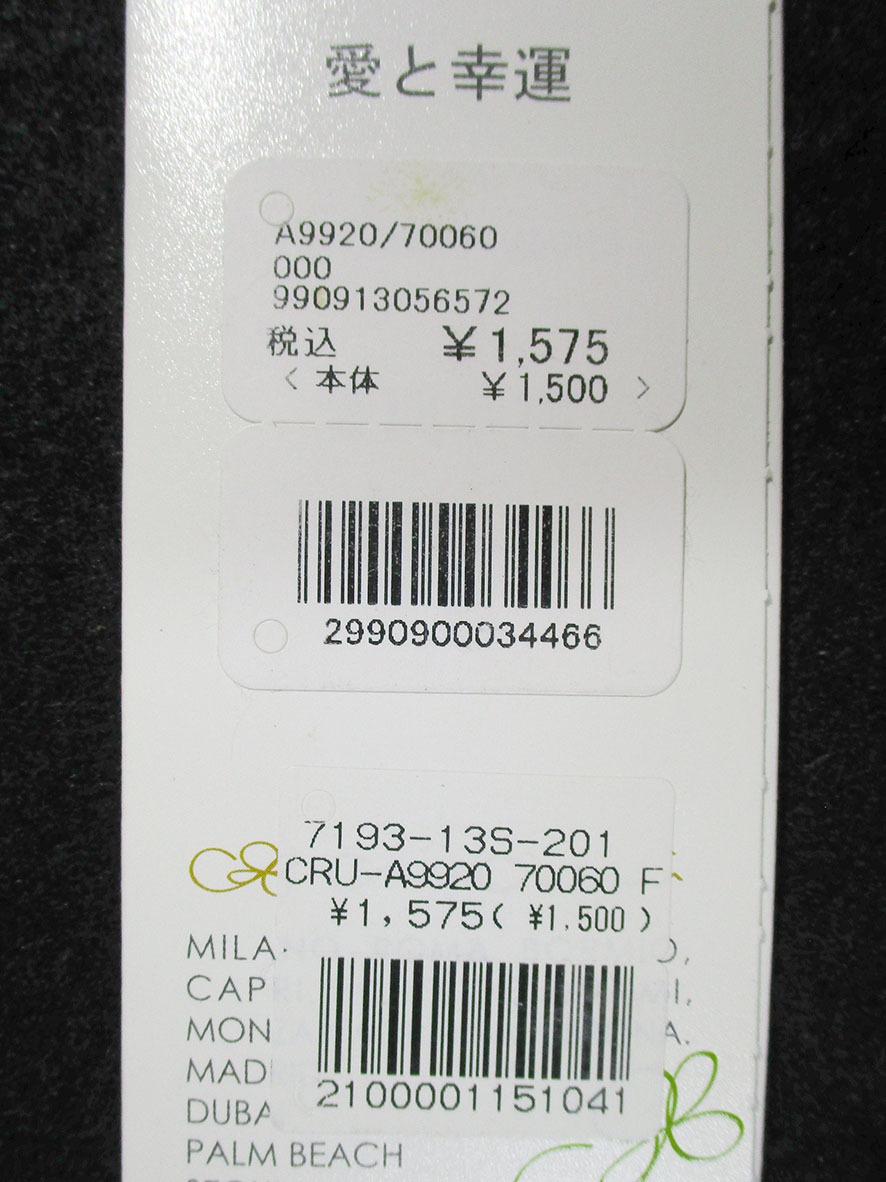 愛と幸運
A9920/70060
000
990913056572
税込 ¥1,575
〈 本体 ¥1,500 〉
2990900034466
7193-13S-201
CRU-A9920 70060 F
¥1,575( ¥1,500 )
MILA
CAP
MON
MAD
DUBA
2100001151041
PALM BEACH